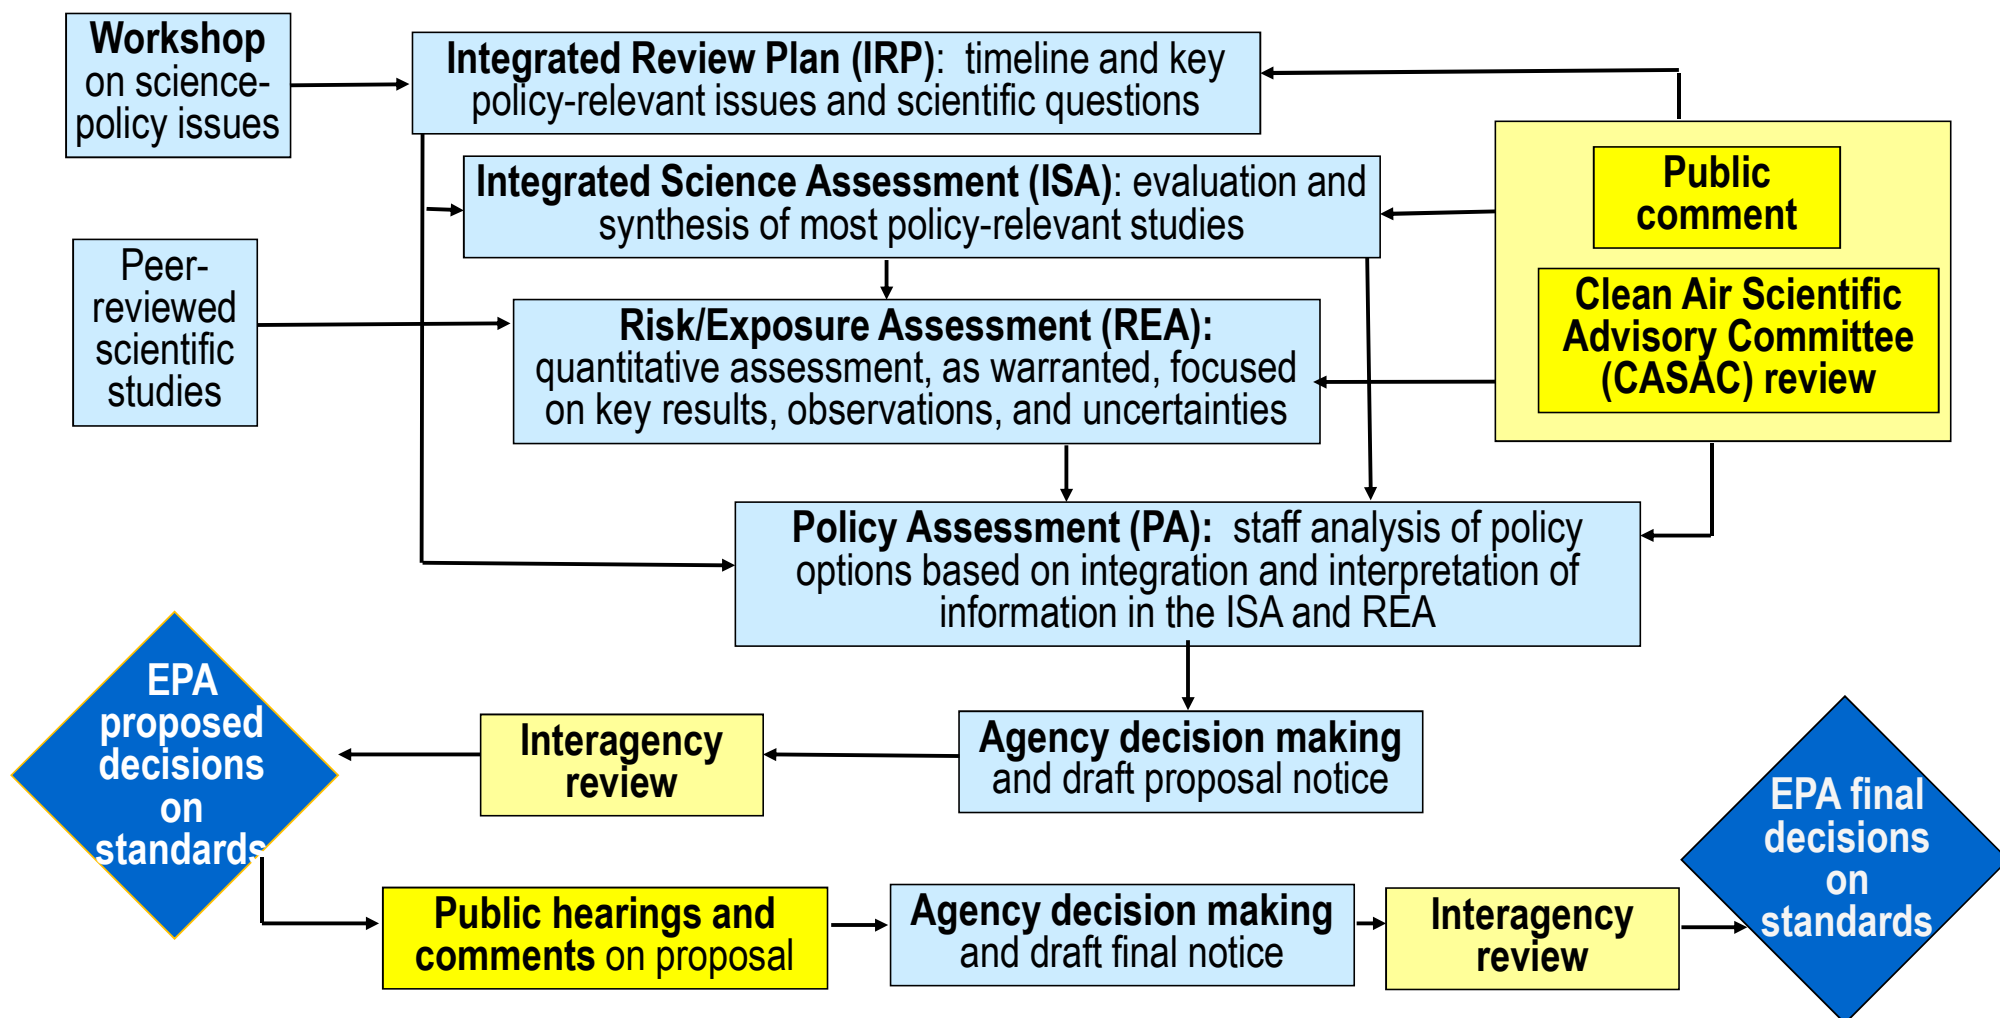 Workshop
on science-
policy issues
Integrated Review Plan (IRP):  timeline and key
policy-relevant issues and scientific questions
Integrated Science Assessment (ISA): evaluation and
synthesis of most policy-relevant studies
Public
comment
Peer-
reviewed
scientific
studies
Risk/Exposure Assessment (REA):
quantitative assessment, as warranted, focused
on key results, observations, and uncertainties
Clean Air Scientific
Advisory Committee
(CASAC) review
Policy Assessment (PA):  staff analysis of policy
options based on integration and interpretation of
information in the ISA and REA
EPA
proposed
decisions
on
standards
Interagency
review
Agency decision making
and draft proposal notice
Public hearings and
comments on proposal
Agency decision making
and draft final notice
Interagency
review
EPA final
decisions
on
standards